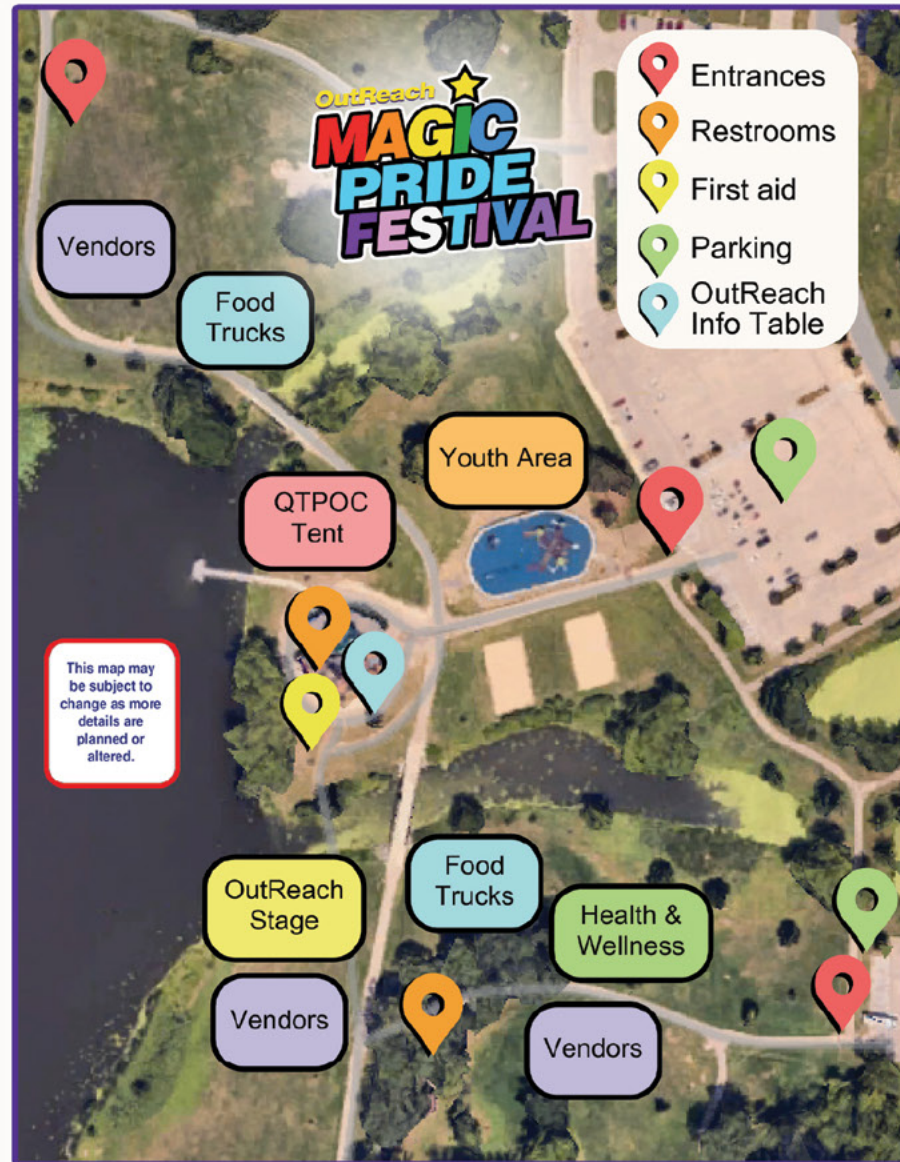 OutReach
MAGIC
PRIDE
FESTIVAL
Entrances
Restrooms
First aid
Parking
OutReach
Info Table
Vendors
Food
Trucks
Youth Area
QTPOC
Tent
This map may
be subject to
change as more
details are
planned or
altered.
OutReach
Stage
Food
Trucks
Health &
Wellness
Vendors
Vendors